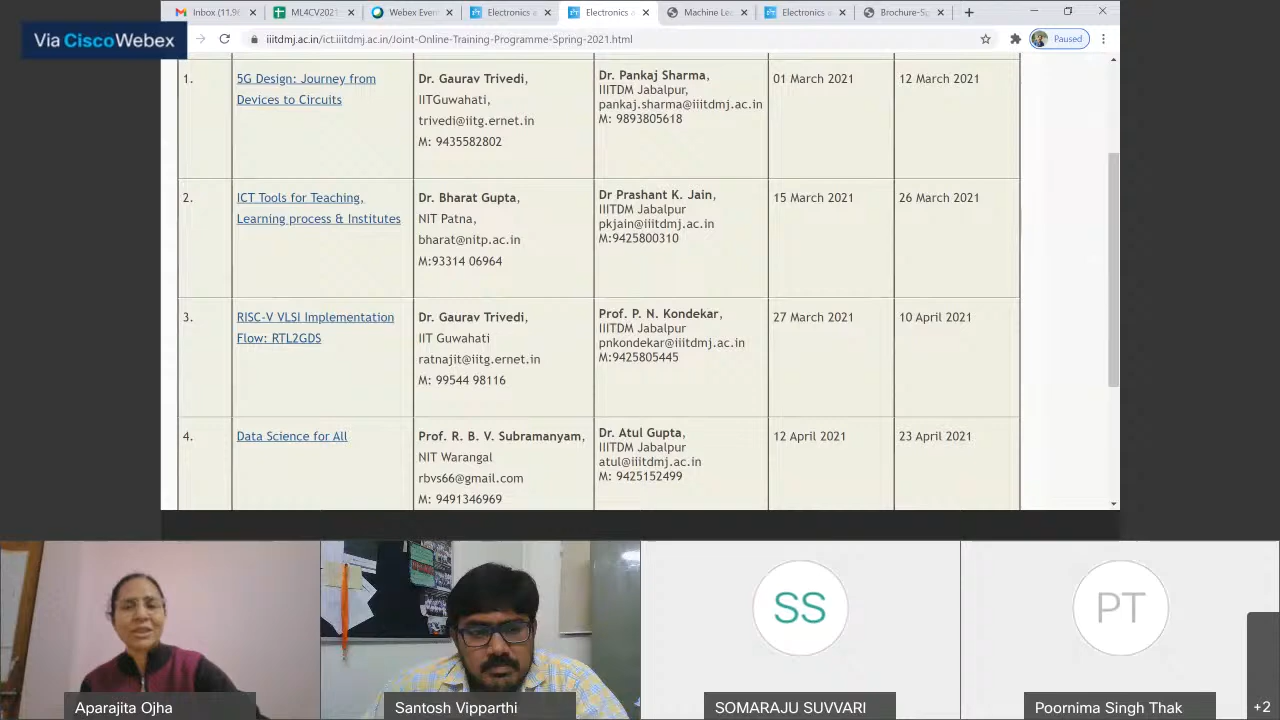 Inbox (11,9
ML4CV2021
Webex Even
Electronics a
Electronics a
Machine Le
Electronics o
Brochure-Sp
Via Cisco Webex
iiitdmj.ac.in/ict.iiitdmj.ac.in/Joint-Online-Training-Programme-Spring-2021.html
Paused
1.
5G Design: Journey from
Devices to Circuits
Dr. Gaurav Trivedi,
IITGuwahati,
trivedi@iitg.ernet.in
M: 9435582802
Dr. Pankaj Sharma,
IIITDM Jabalpur,
pankaj.sharma@iiitdmj.ac.in
M: 9893805618
01 March 2021
12 March 2021
2.
ICT Tools for Teaching,
Learning process & Institutes
Dr. Bharat Gupta,
NIT Patna,
bharat@nitp.ac.in
M:93314 06964
Dr Prashant K. Jain,
IIITDM Jabalpur
pkjain@iiitdmj.ac.in
M:9425800310
15 March 2021
26 March 2021
3.
RISC-V VLSI Implementation
Flow: RTL2GDS
Dr. Gaurav Trivedi,
IIT Guwahati
ratnajit@iitg.ernet.in
M: 99544 98116
Prof. P. N. Kondekar,
IIITDM Jabalpur
pnkondekar@iiitdmj.ac.in
M:9425805445
27 March 2021
10 April 2021
4.
Data Science for All
Prof. R. B. V. Subramanyam,
NIT Warangal
rbvs66@gmail.com
M: 9491346969
Dr. Atul Gupta,
IIITDM Jabalpur
atul@iiitdmj.ac.in
M: 9425152499
12 April 2021
23 April 2021
SS
PT
Aparajita Ojha
Santosh Vipparthi
SOMARAJU SUVVARI
Poornima Singh Thak
+2